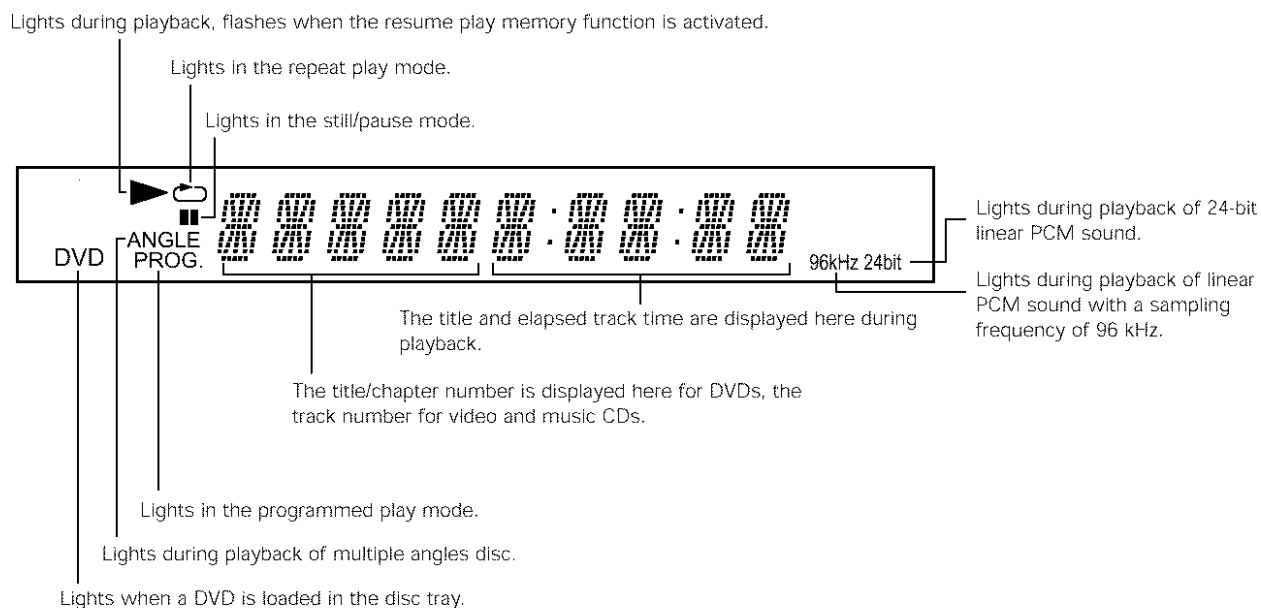 Lights during playback, flashes when the resume play memory function is activated.
Lights in the repeat play mode.
Lights in the still/pause mode.
ANGLE
DVD PROG.
96kHz 24bit
Lights during playback of 24-bit
linear PCM sound.
Lights during playback of linear
PCM sound with a sampling
frequency of 96 kHz.
The title and elapsed track time are displayed here during
playback.
The title/chapter number is displayed here for DVDs, the
track number for video and music CDs.
Lights in the programmed play mode.
Lights during playback of multiple angles disc.
Lights when a DVD is loaded in the disc tray.